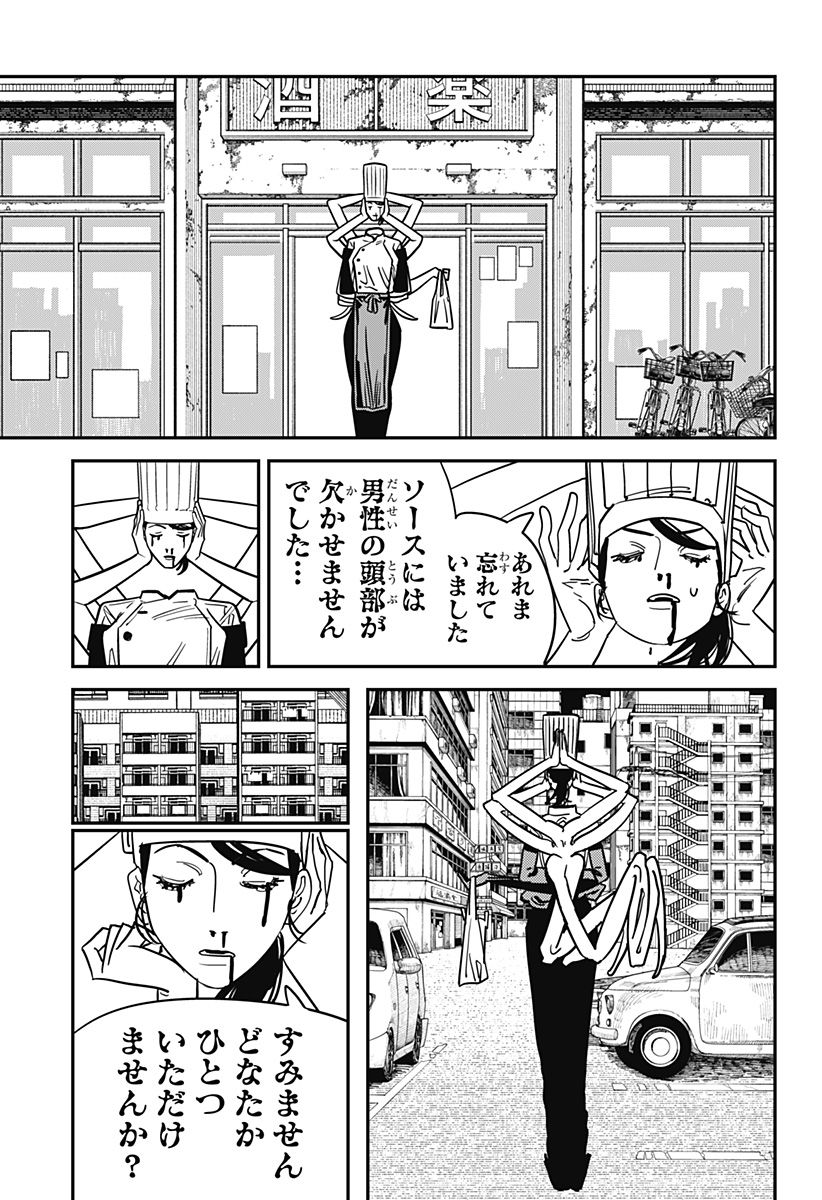 酒 楽
あれま
忘れて
いました
ソースには
男性の頭部が
欠かせません
でした…
すみません
どなたか
ひとつ
いただけ
ませんか?